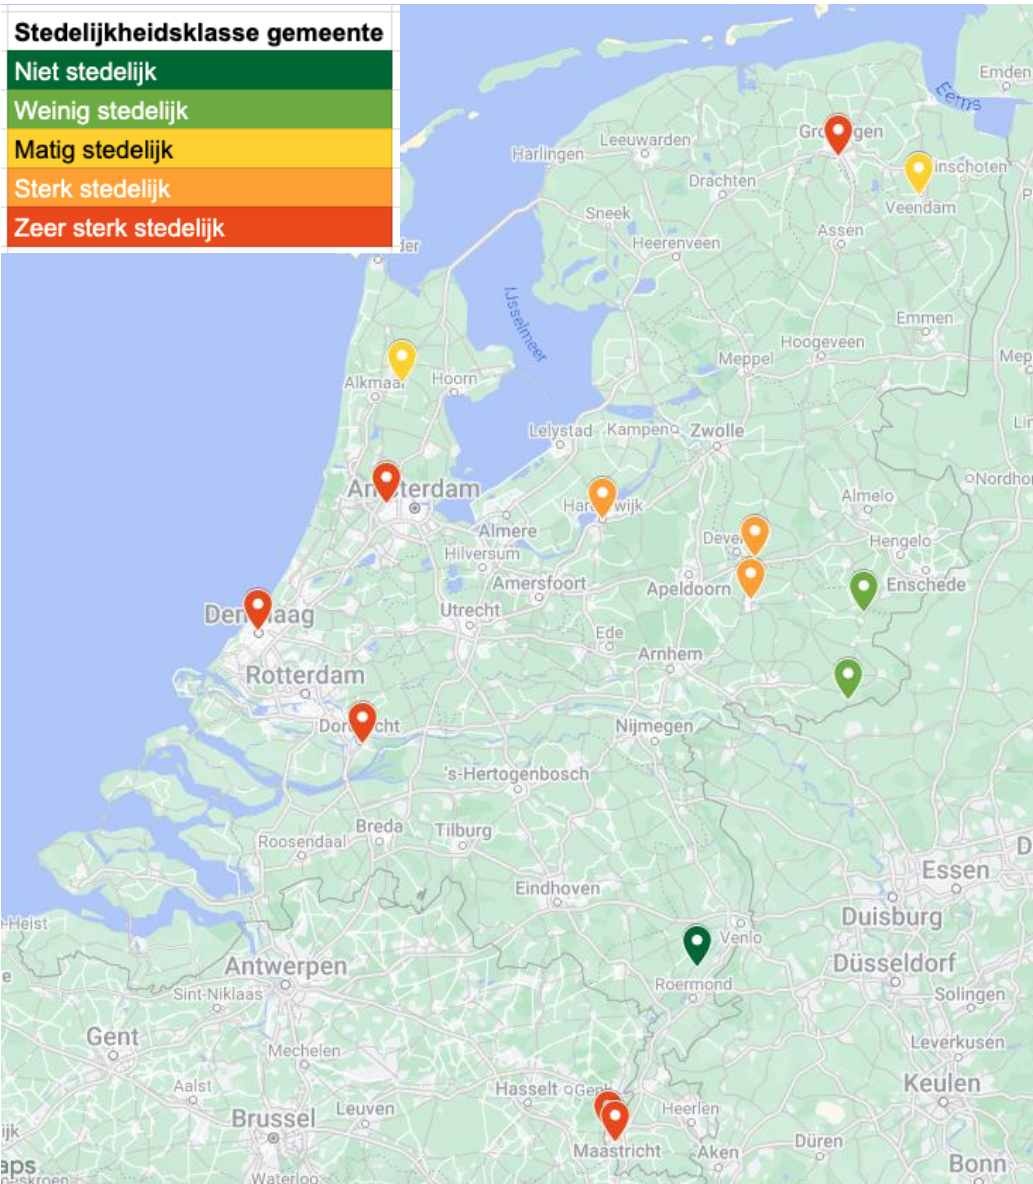 Stedelijkheidsklasse gemeente
Niet stedelijk
Weinig stedelijk
Matig stedelijk
Sterk stedelijk
Zeer sterk stedelijk
Emden
Eems
Leeuwarden
Harlingen
Drachten
Veendam
Sneek
Assen
Heerenveen
IJsselmeer
Emmen
Hoogeveen
Meppel
Alkmaar
Hoorn
Lelystad
Kampen
Zwolle
Almelo
Almere
Hengelo
Hilversum
Amersfoort
Apeldoorn
Enschede
Utrecht
Ede
Arnhem
Rotterdam
Nijmegen
's-Hertogenbosch
Breda
Tilburg
Roosendaal
Essen
Eindhoven
Duisburg
-Heist
Venlo
Antwerpen
Düsseldorf
Sint-Niklaas
Roermond
Solingen
Gent
Mechelen
Leverkusen
Aalst
Hasselt
Genk
Keulen
Brussel
Leuven
Heerlen
Maastricht
Aken
Düren
Bonn
Waterloo